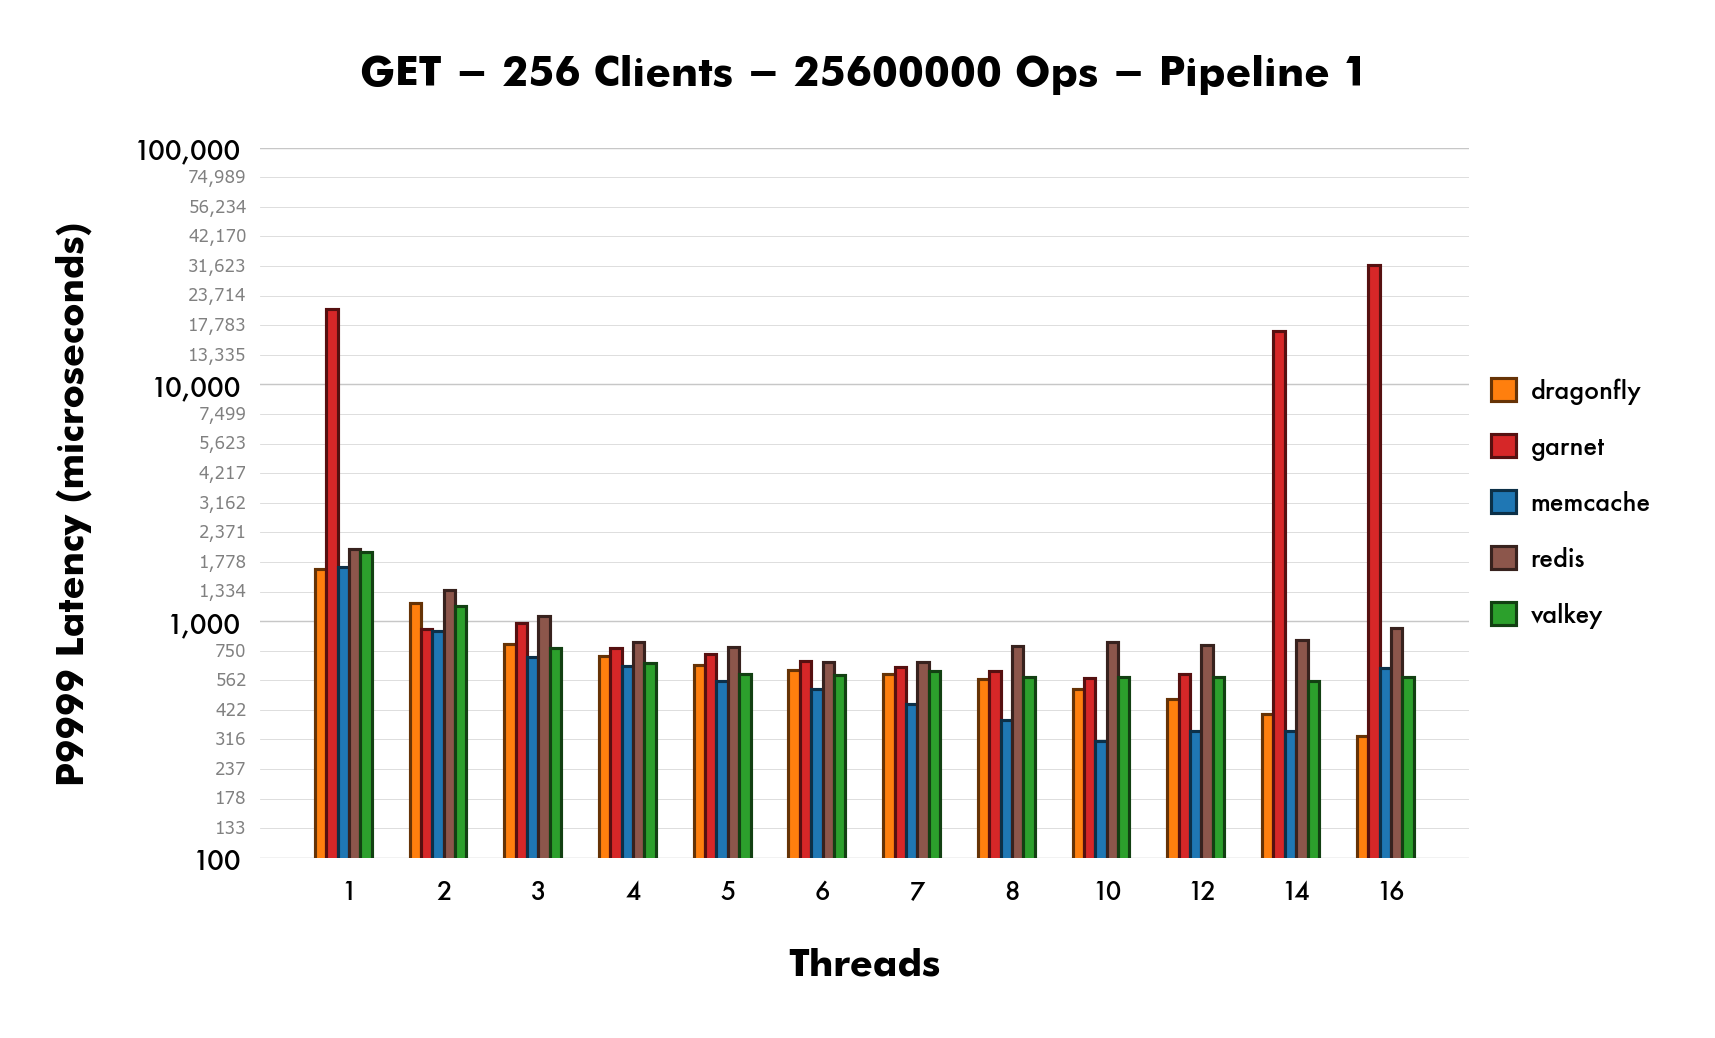 GET – 256 Clients – 25600000 Ops – Pipeline 1
P9999 Latency (microseconds)
100,000
74,989
56,234
42,170
31,623
23,714
17,783
13,335
10,000
7,499
5,623
4,217
3,162
2,371
1,778
1,334
1,000
750
562
422
316
237
178
133
100
dragonfly
garnet
memcache
redis
valkey
1 2 3 4 5 6 7 8 10 12 14 16
Threads